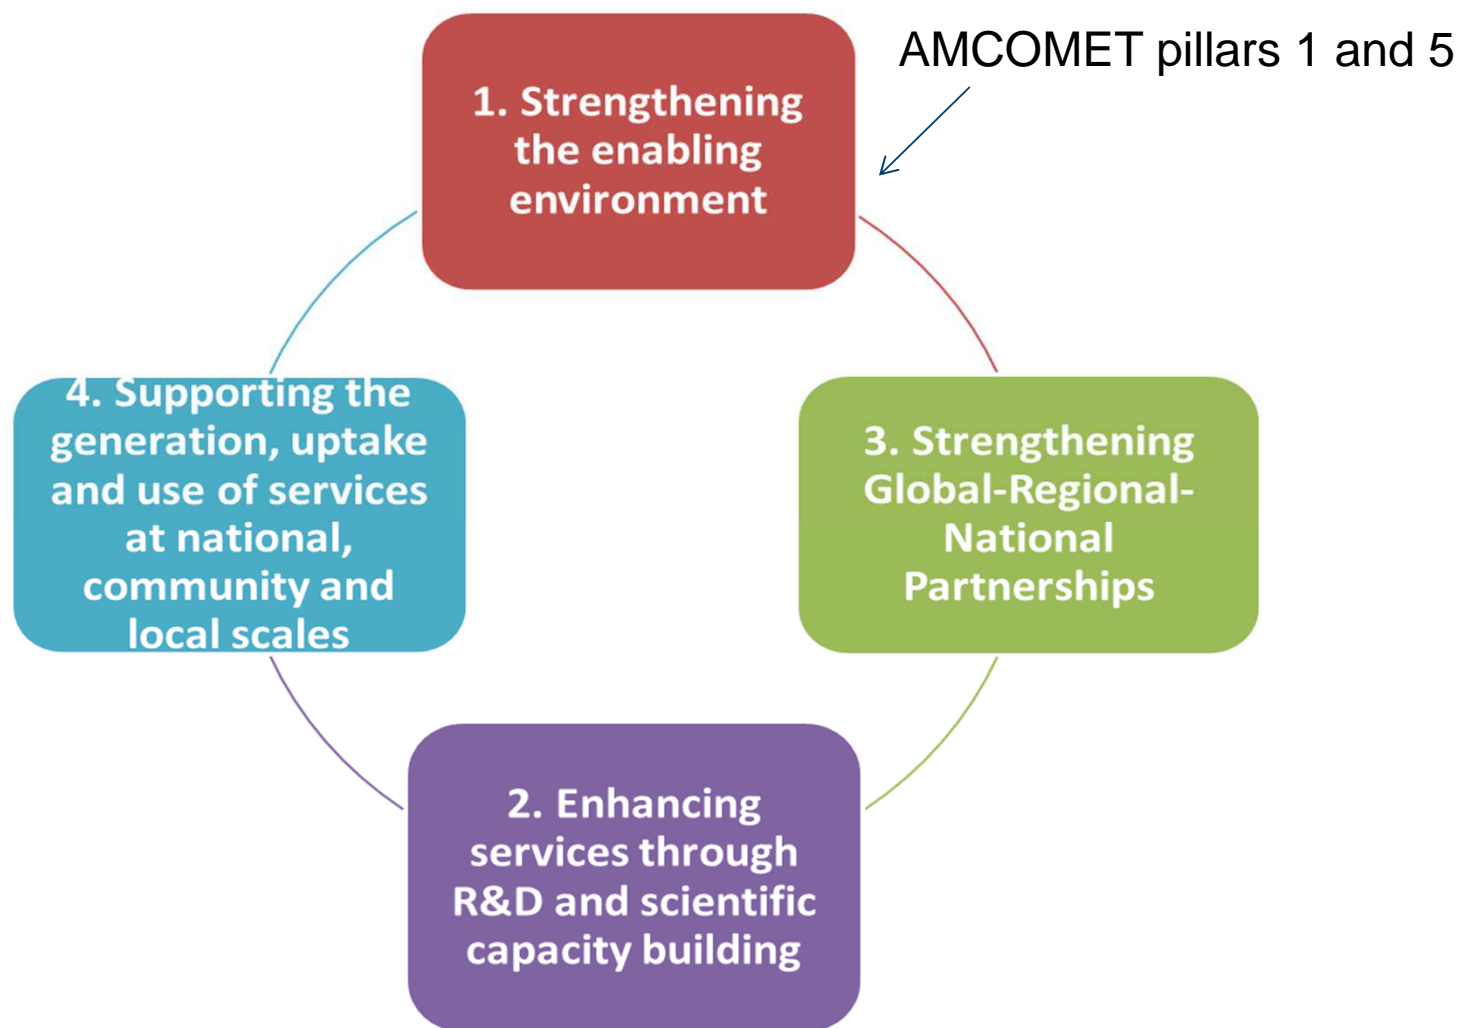 AMCOMET pillars 1 and 5
1. Strengthening
the enabling
environment
4. Supporting the
generation, uptake
and use of services
at national,
community and
local scales
3. Strengthening
Global-Regional-
National
Partnerships
2. Enhancing
services through
R&D and scientific
capacity building